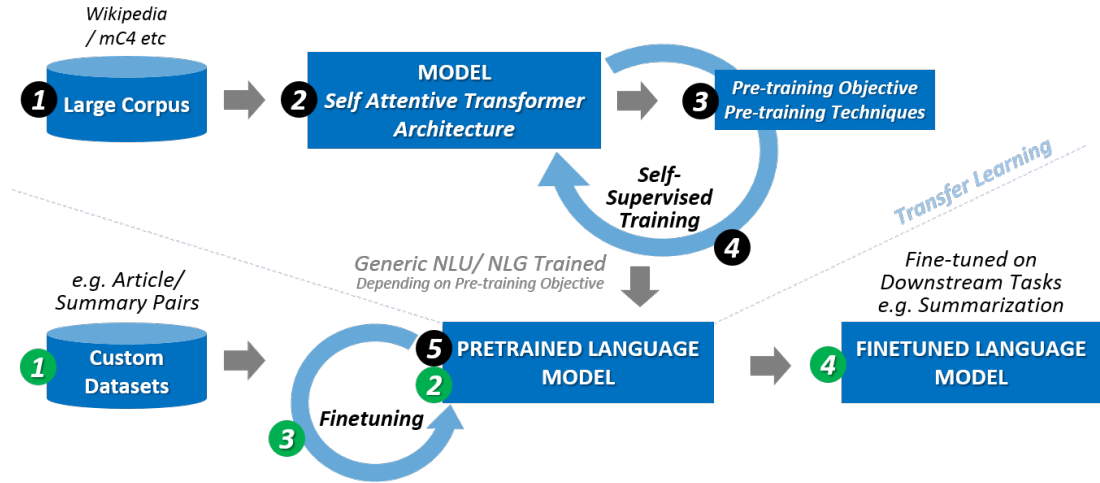 Wikipedia
/ mC4 etc
1
Large Corpus
2
MODEL
Self Attentive Transformer
Architecture
3
Pre-training Objective
Pre-training Techniques
Self-
Supervised
Training
4
Transfer Learning
Generic NLU/ NLG Trained
Depending on Pre-training Objective
e.g. Article/
Summary Pairs
1
Custom
Datasets
3
Finetuning
5
2
PRETRAINED LANGUAGE
MODEL
Fine-tuned on
Downstream Tasks
e.g. Summarization
4
FINETUNED LANGUAGE
MODEL